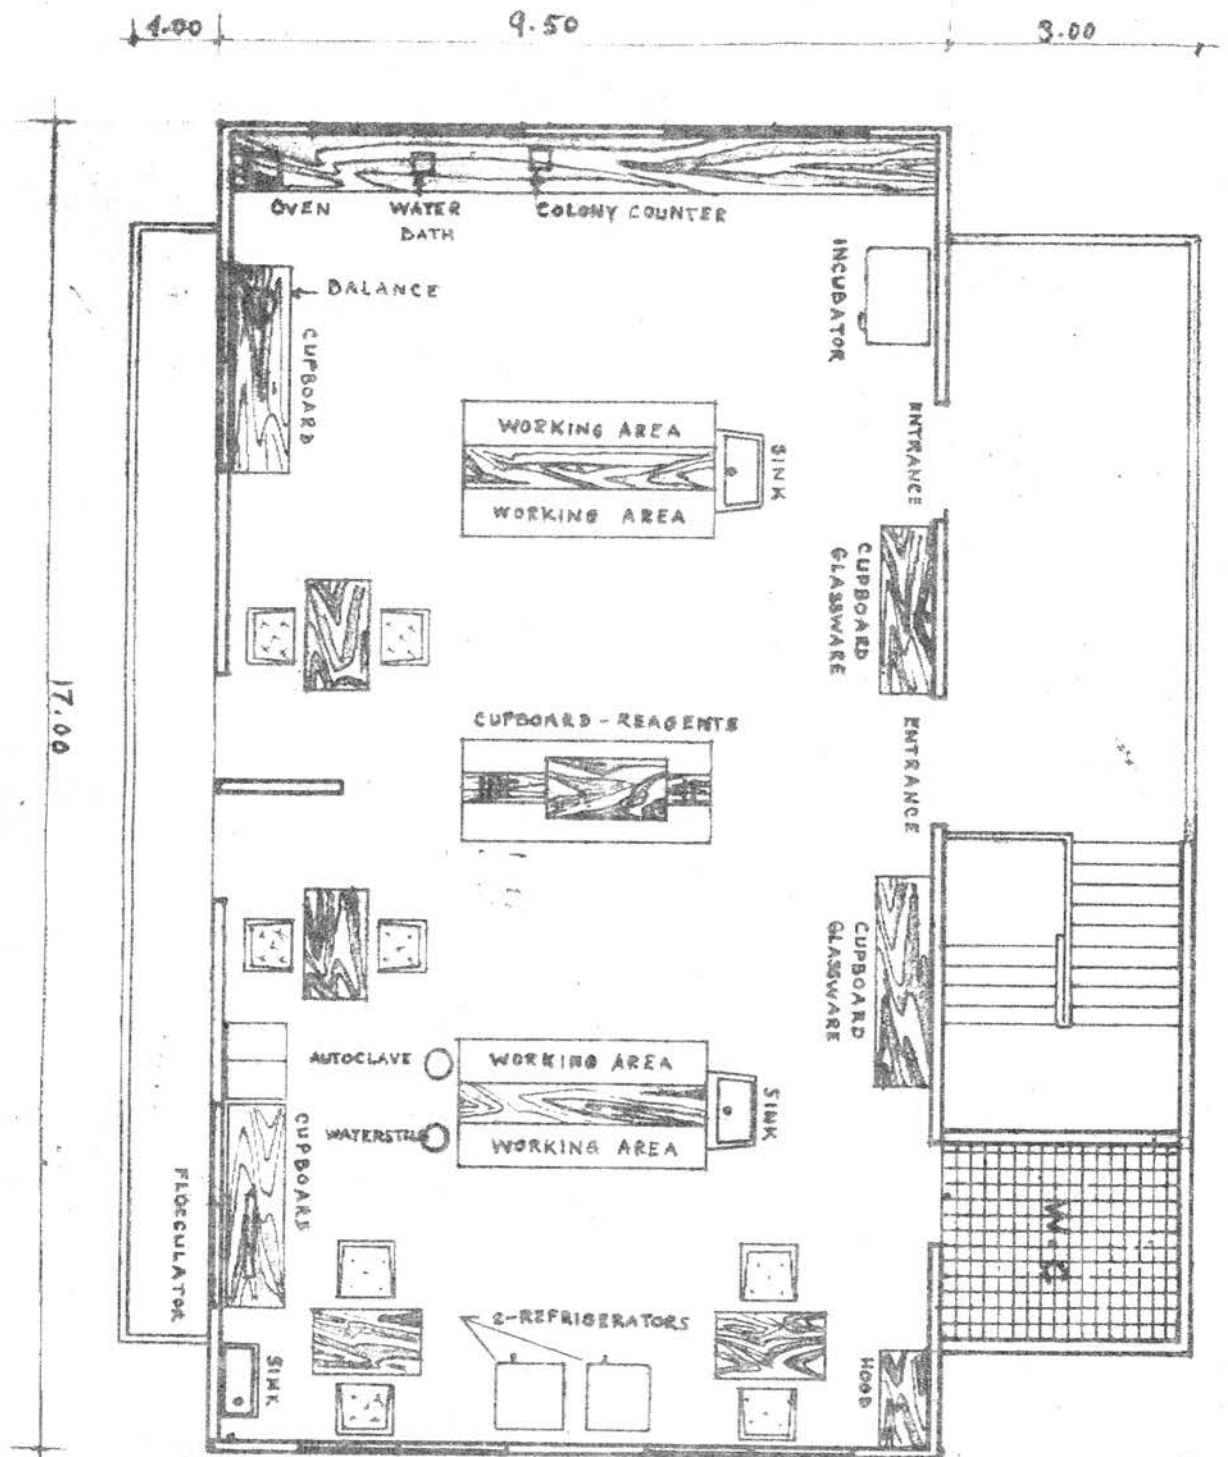 1.00
9.50
3.00
17.00
OVEN
WATER
BATH
COLONY COUNTER
BALANCE
CUPBOARD
INCUBATOR
WORKING AREA
WORKING AREA
SINK
ENTRANCE
CUPBOARD
GLASSWARE
CUPBOARD-REAGENTS
ENTRANCE
CUPBOARD
GLASSWARE
AUTOCLAVE
WORKING AREA
WORKING AREA
SINK
CUPBOARD
FLOCCULATOR
W.C
2-REFRIGERATORS
SINK
HOOD